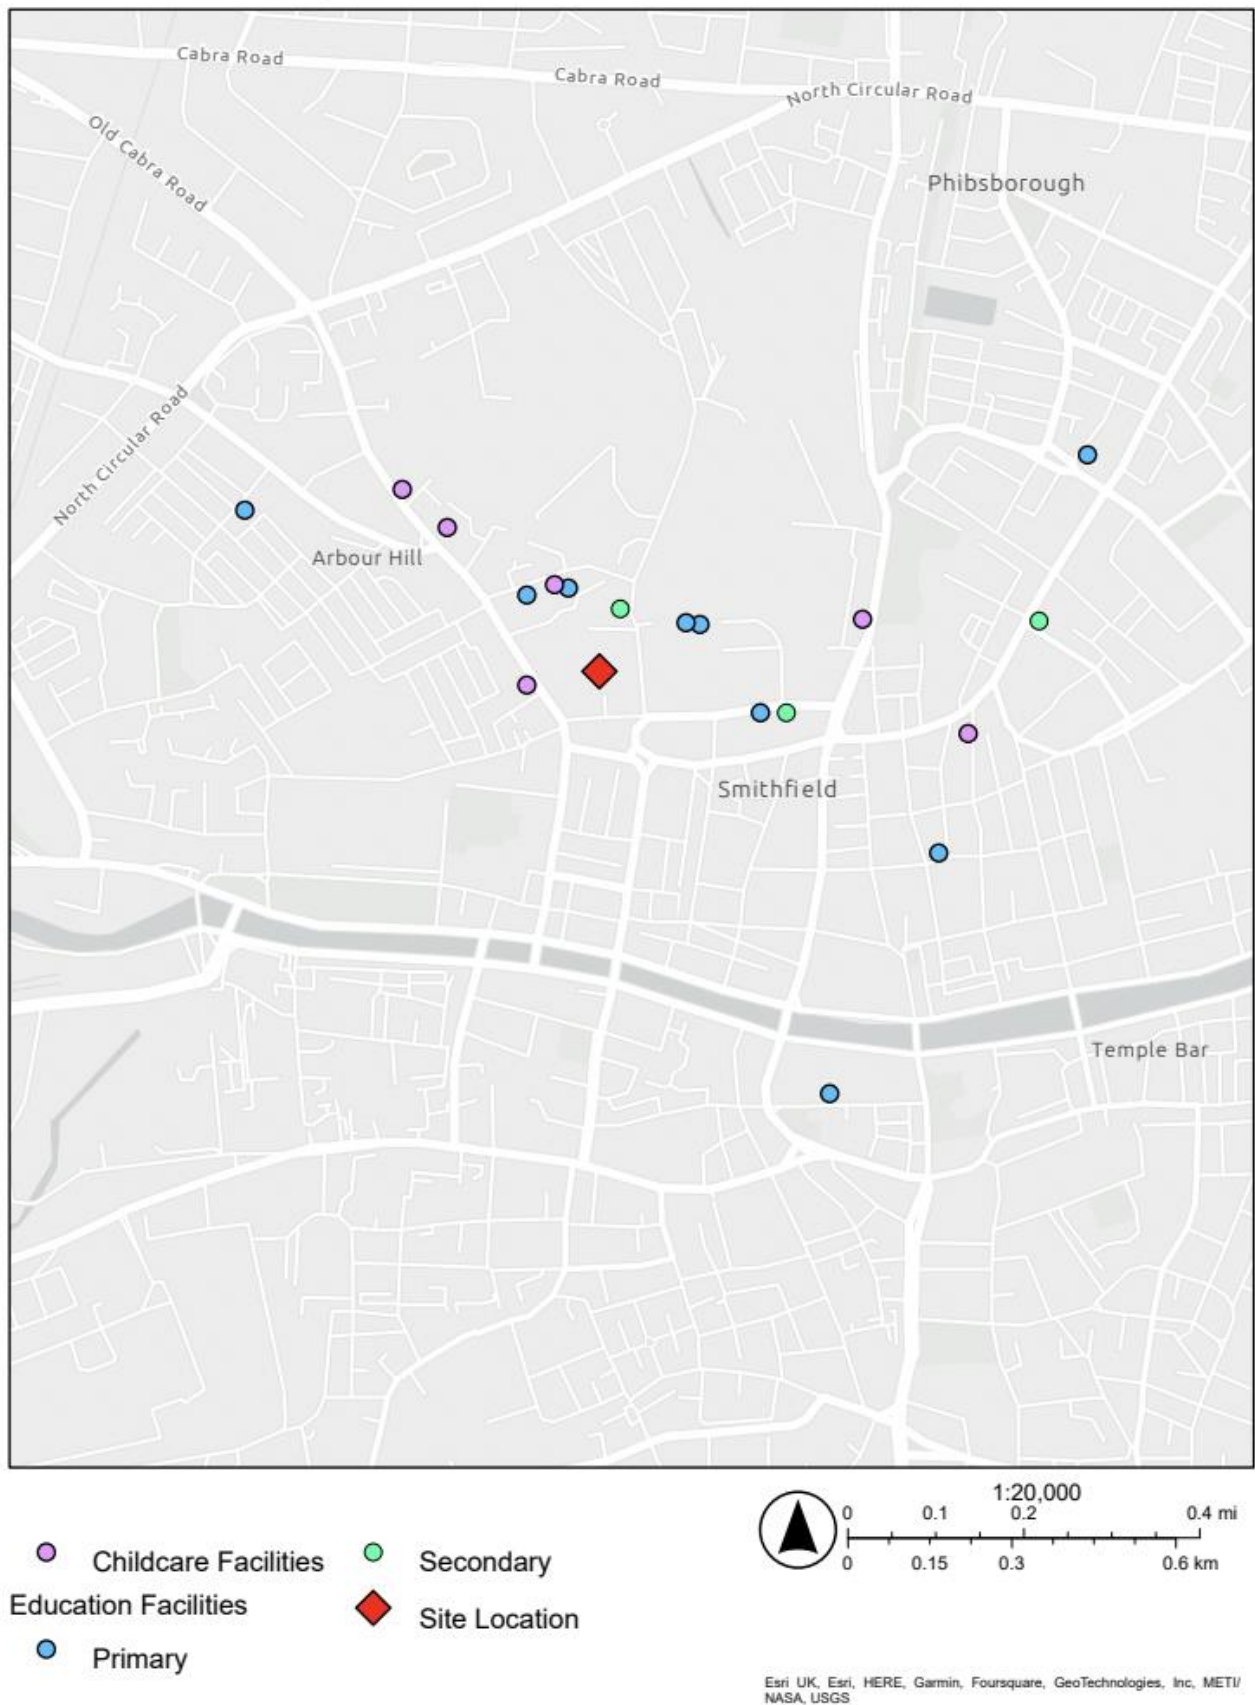 Cabra Road
Cabra Road
North Circular Road
Old Cabra Road
Phibsborough
North Circular Road
Arbour Hill
Smithfield
Temple Bar
1:20,000
0 0.1 0.2 0.4 mi
0 0.15 0.3 0.6 km
Childcare Facilities
Secondary
Education Facilities
Site Location
Primary
Esri UK, Esri, HERE, Garmin, Foursquare, GeoTechnologies, Inc, METI/
NASA, USGS